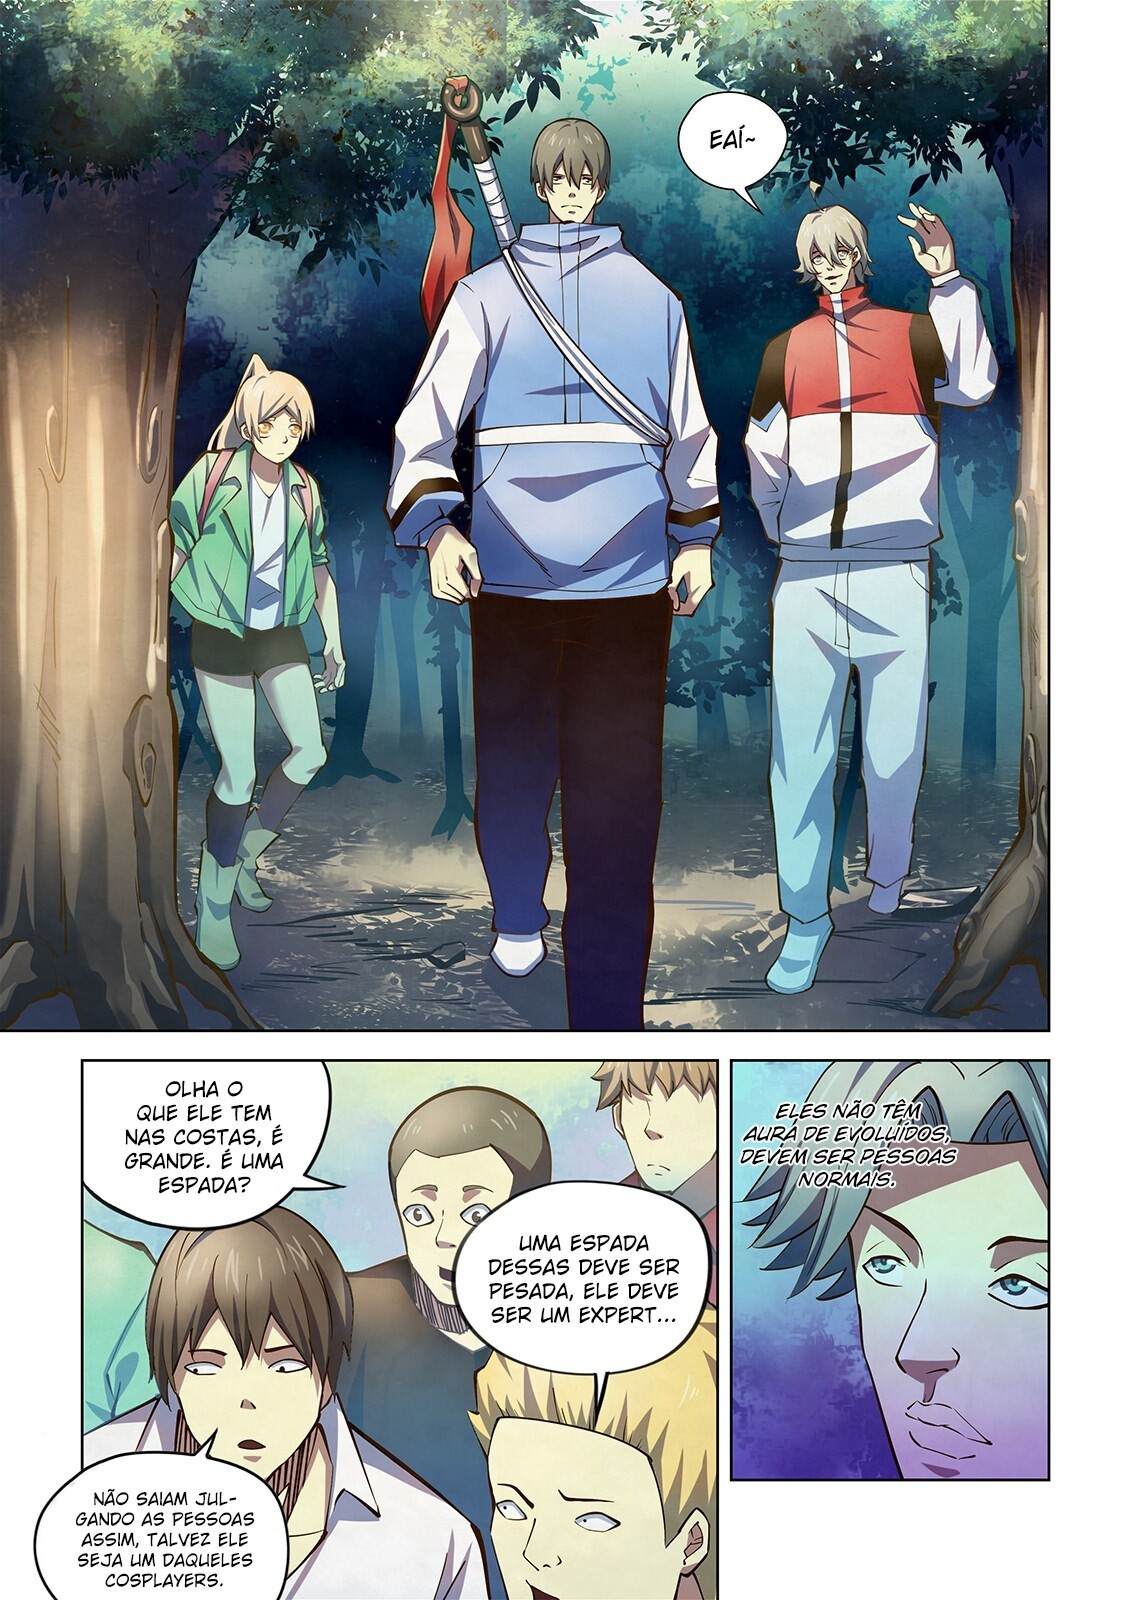 EAÍ~
OLHA O
QUE ELE TEM
NAS COSTAS, É
GRANDE. É UMA
ESPADA?
UMA ESPADA
DESSAS DEVE SER
PESADA, ELE DEVE
SER UM EXPERT...
NÃO SAIAM JUL-
GANDO AS PESSOAS
ASSIM, TALVEZ ELE
SEJA UM DAQUELES
COSPLAYERS.
ELES NÃO TÊM
AURA DE EVOLUÍDOS,
DEVEM SER PESSOAS
NORMAIS.